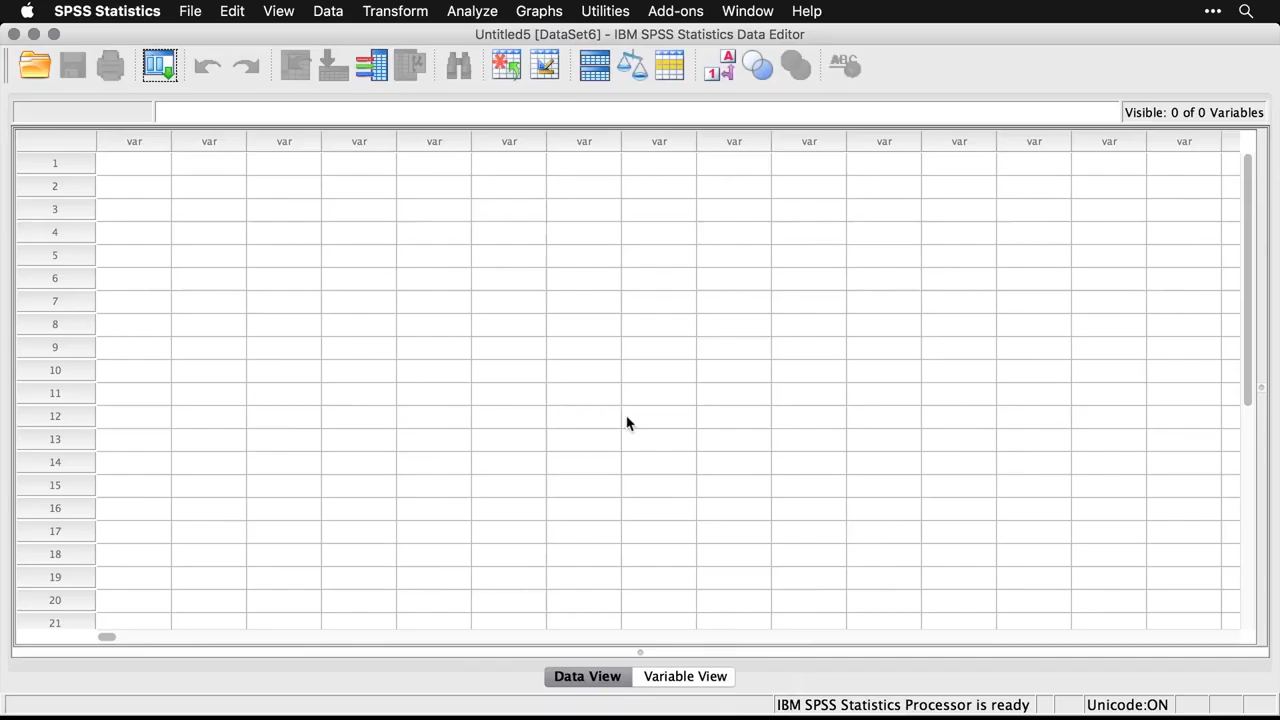 SPSS Statistics File Edit View Data Transform Analyze Graphs Utilities Add-ons Window Help
Untitled5 [DataSet6] - IBM SPSS Statistics Data Editor
A
1
ABC
Visible: 0 of 0 Variables
var var var var var var var var var var var var var var var
1
2
3
4
5
6
7
8
9
10
11
12
13
14
15
16
17
18
19
20
21
Data View Variable View
IBM SPSS Statistics Processor is ready Unicode:ON